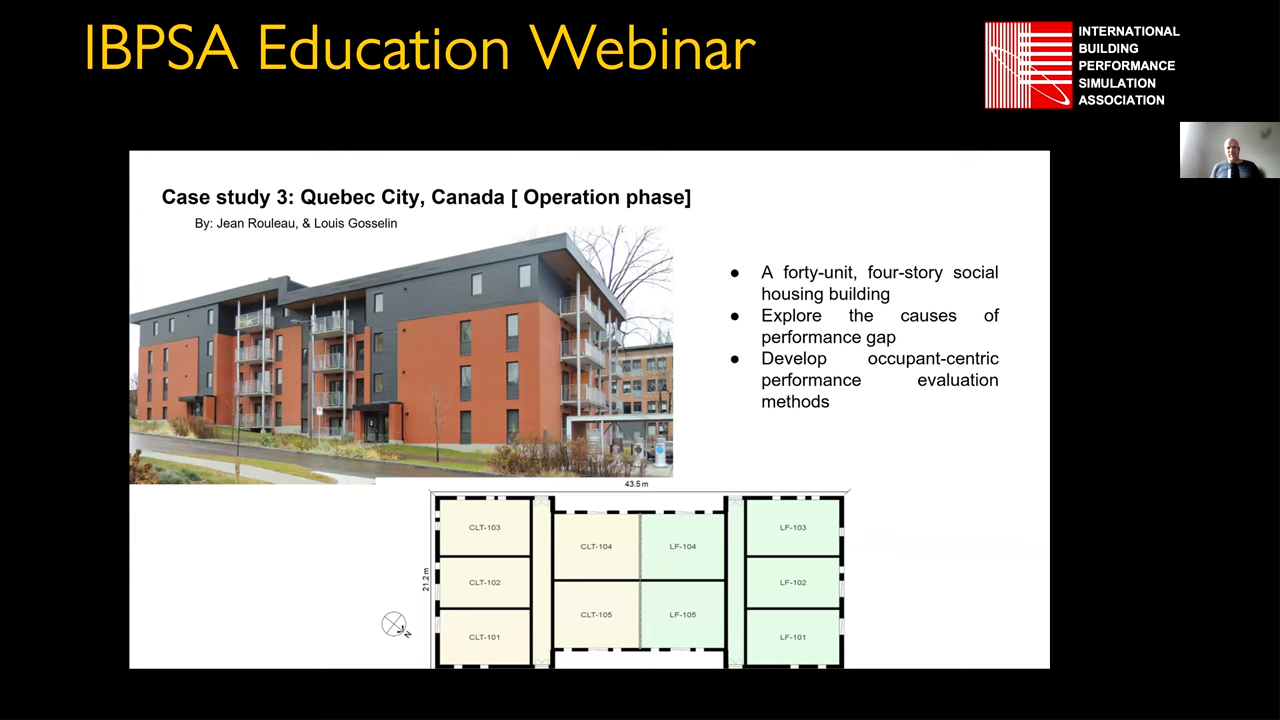 IBPSA Education Webinar
INTERNATIONAL
BUILDING
PERFORMANCE
SIMULATION
ASSOCIATION
Case study 3: Quebec City, Canada [ Operation phase]
By: Jean Rouleau, & Louis Gosselin
● A forty-unit, four-story social
housing building
● Explore the causes of
performance gap
● Develop occupant-centric
performance evaluation
methods
43.5 m
21.2 m
CLT-103
CLT-104
LF-104
LF-103
CLT-102
LF-102
CLT-105
LF-105
CLT-101
LF-101
N